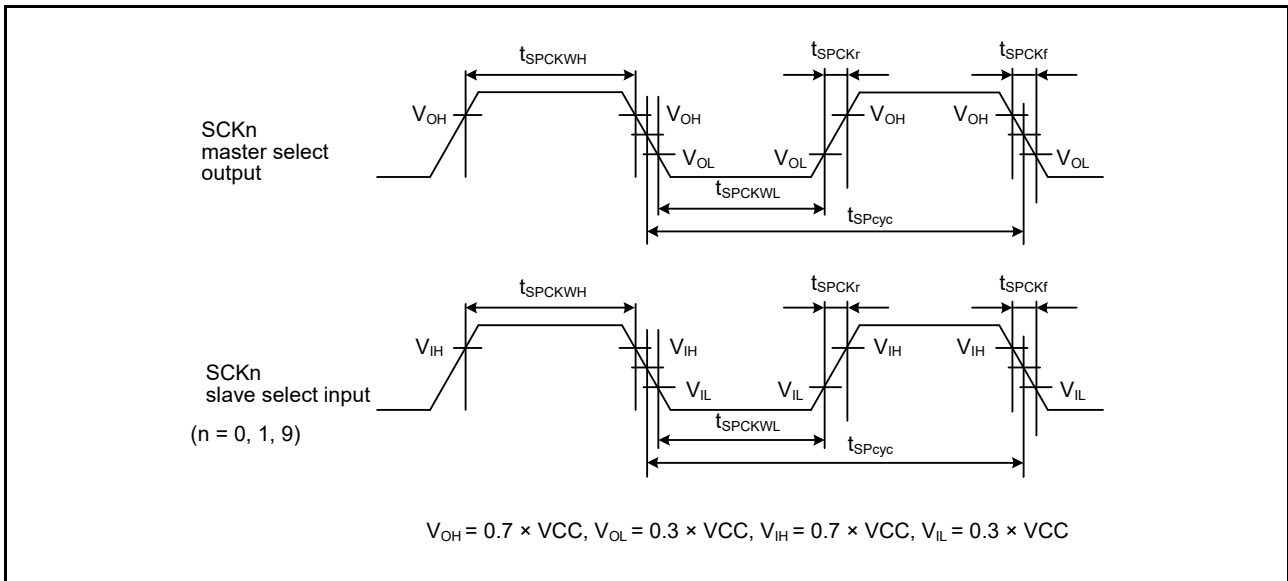 tSPCKWH
tSPCKr
tSPCKf
VOH
VOH
VOH
VOH
SCKn
master select
output
VOL
VOL
VOL
tSPCKWL
tSPcyc
tSPCKWH
tSPCKr
tSPCKf
VIH
VIH
VIH
VIH
SCKn
slave select input
VIL
VIL
VIL
tSPCKWL
(n = 0, 1, 9)
tSPcyc
VOH = 0.7 × VCC, VOL = 0.3 × VCC, VIH = 0.7 × VCC, VIL = 0.3 × VCC